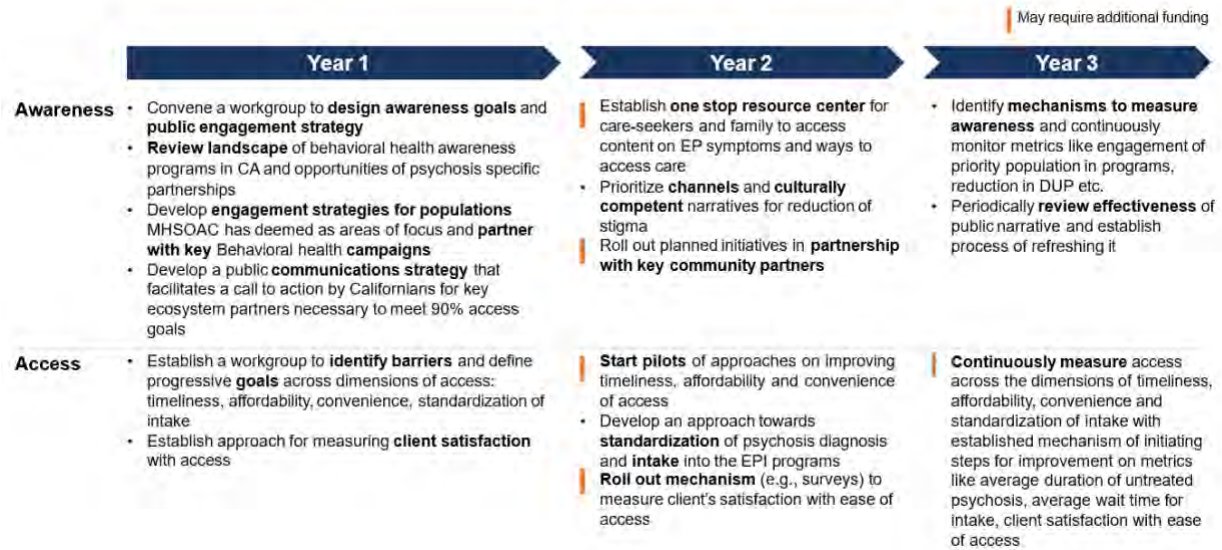 May require additional funding
Year 1
Year 2
Year 3
Awareness
• Convene a workgroup to design awareness goals and
public engagement strategy
• Review landscape of behavioral health awareness
programs in CA and opportunities of psychosis specific
partnerships
• Develop engagement strategies for populations
MHSOAC has deemed as areas of focus and partner
with key Behavioral health campaigns
• Develop a public communications strategy that
facilitates a call to action by Californians for key
ecosystem partners necessary to meet 90% access
goals
Establish one stop resource center for
care-seekers and family to access
content on EP symptoms and ways to
access care
• Prioritize channels and culturally
competent narratives for reduction of
stigma
Roll out planned initiatives in partnership
with key community partners
• Identify mechanisms to measure
awareness and continuously
monitor metrics like engagement of
priority population in programs,
reduction in DUP etc.
• Periodically review effectiveness of
public narrative and establish
process of refreshing it
Access
• Establish a workgroup to identify barriers and define
progressive goals across dimensions of access:
timeliness, affordability, convenience, standardization of
intake
• Establish approach for measuring client satisfaction
with access
Start pilots of approaches on improving
timeliness, affordability and convenience
of access
• Develop an approach towards
standardization of psychosis diagnosis
and intake into the EPI programs
Roll out mechanism (e.g., surveys) to
measure client's satisfaction with ease of
access
Continuously measure access
across the dimensions of timeliness,
affordability, convenience and
standardization of intake with
established mechanism of initiating
steps for improvement on metrics
like average duration of untreated
psychosis, average wait time for
intake, client satisfaction with ease
of access